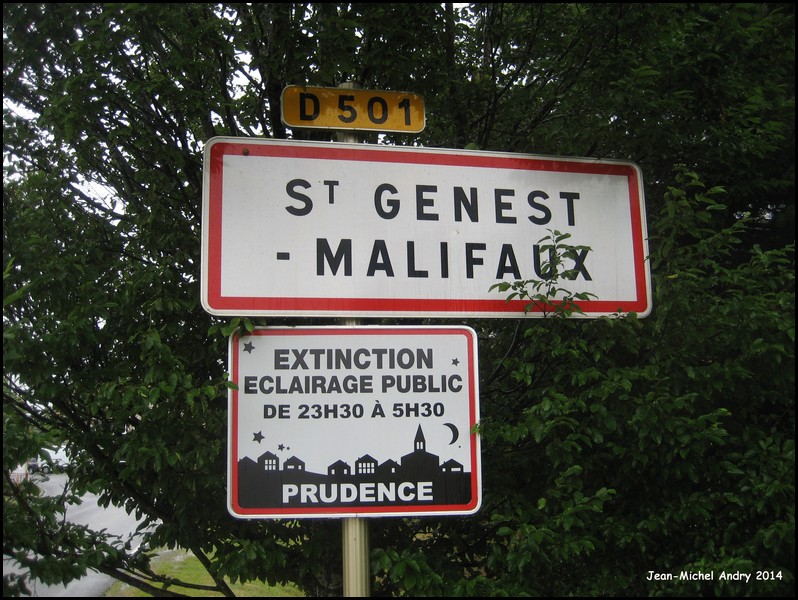 D 501
ST GENEST
- MALIFAUX
EXTINCTION
ECLAIRAGE PUBLIC
DE 23H30 À 5H30
PRUDENCE
Jean-Michel Andry 2014